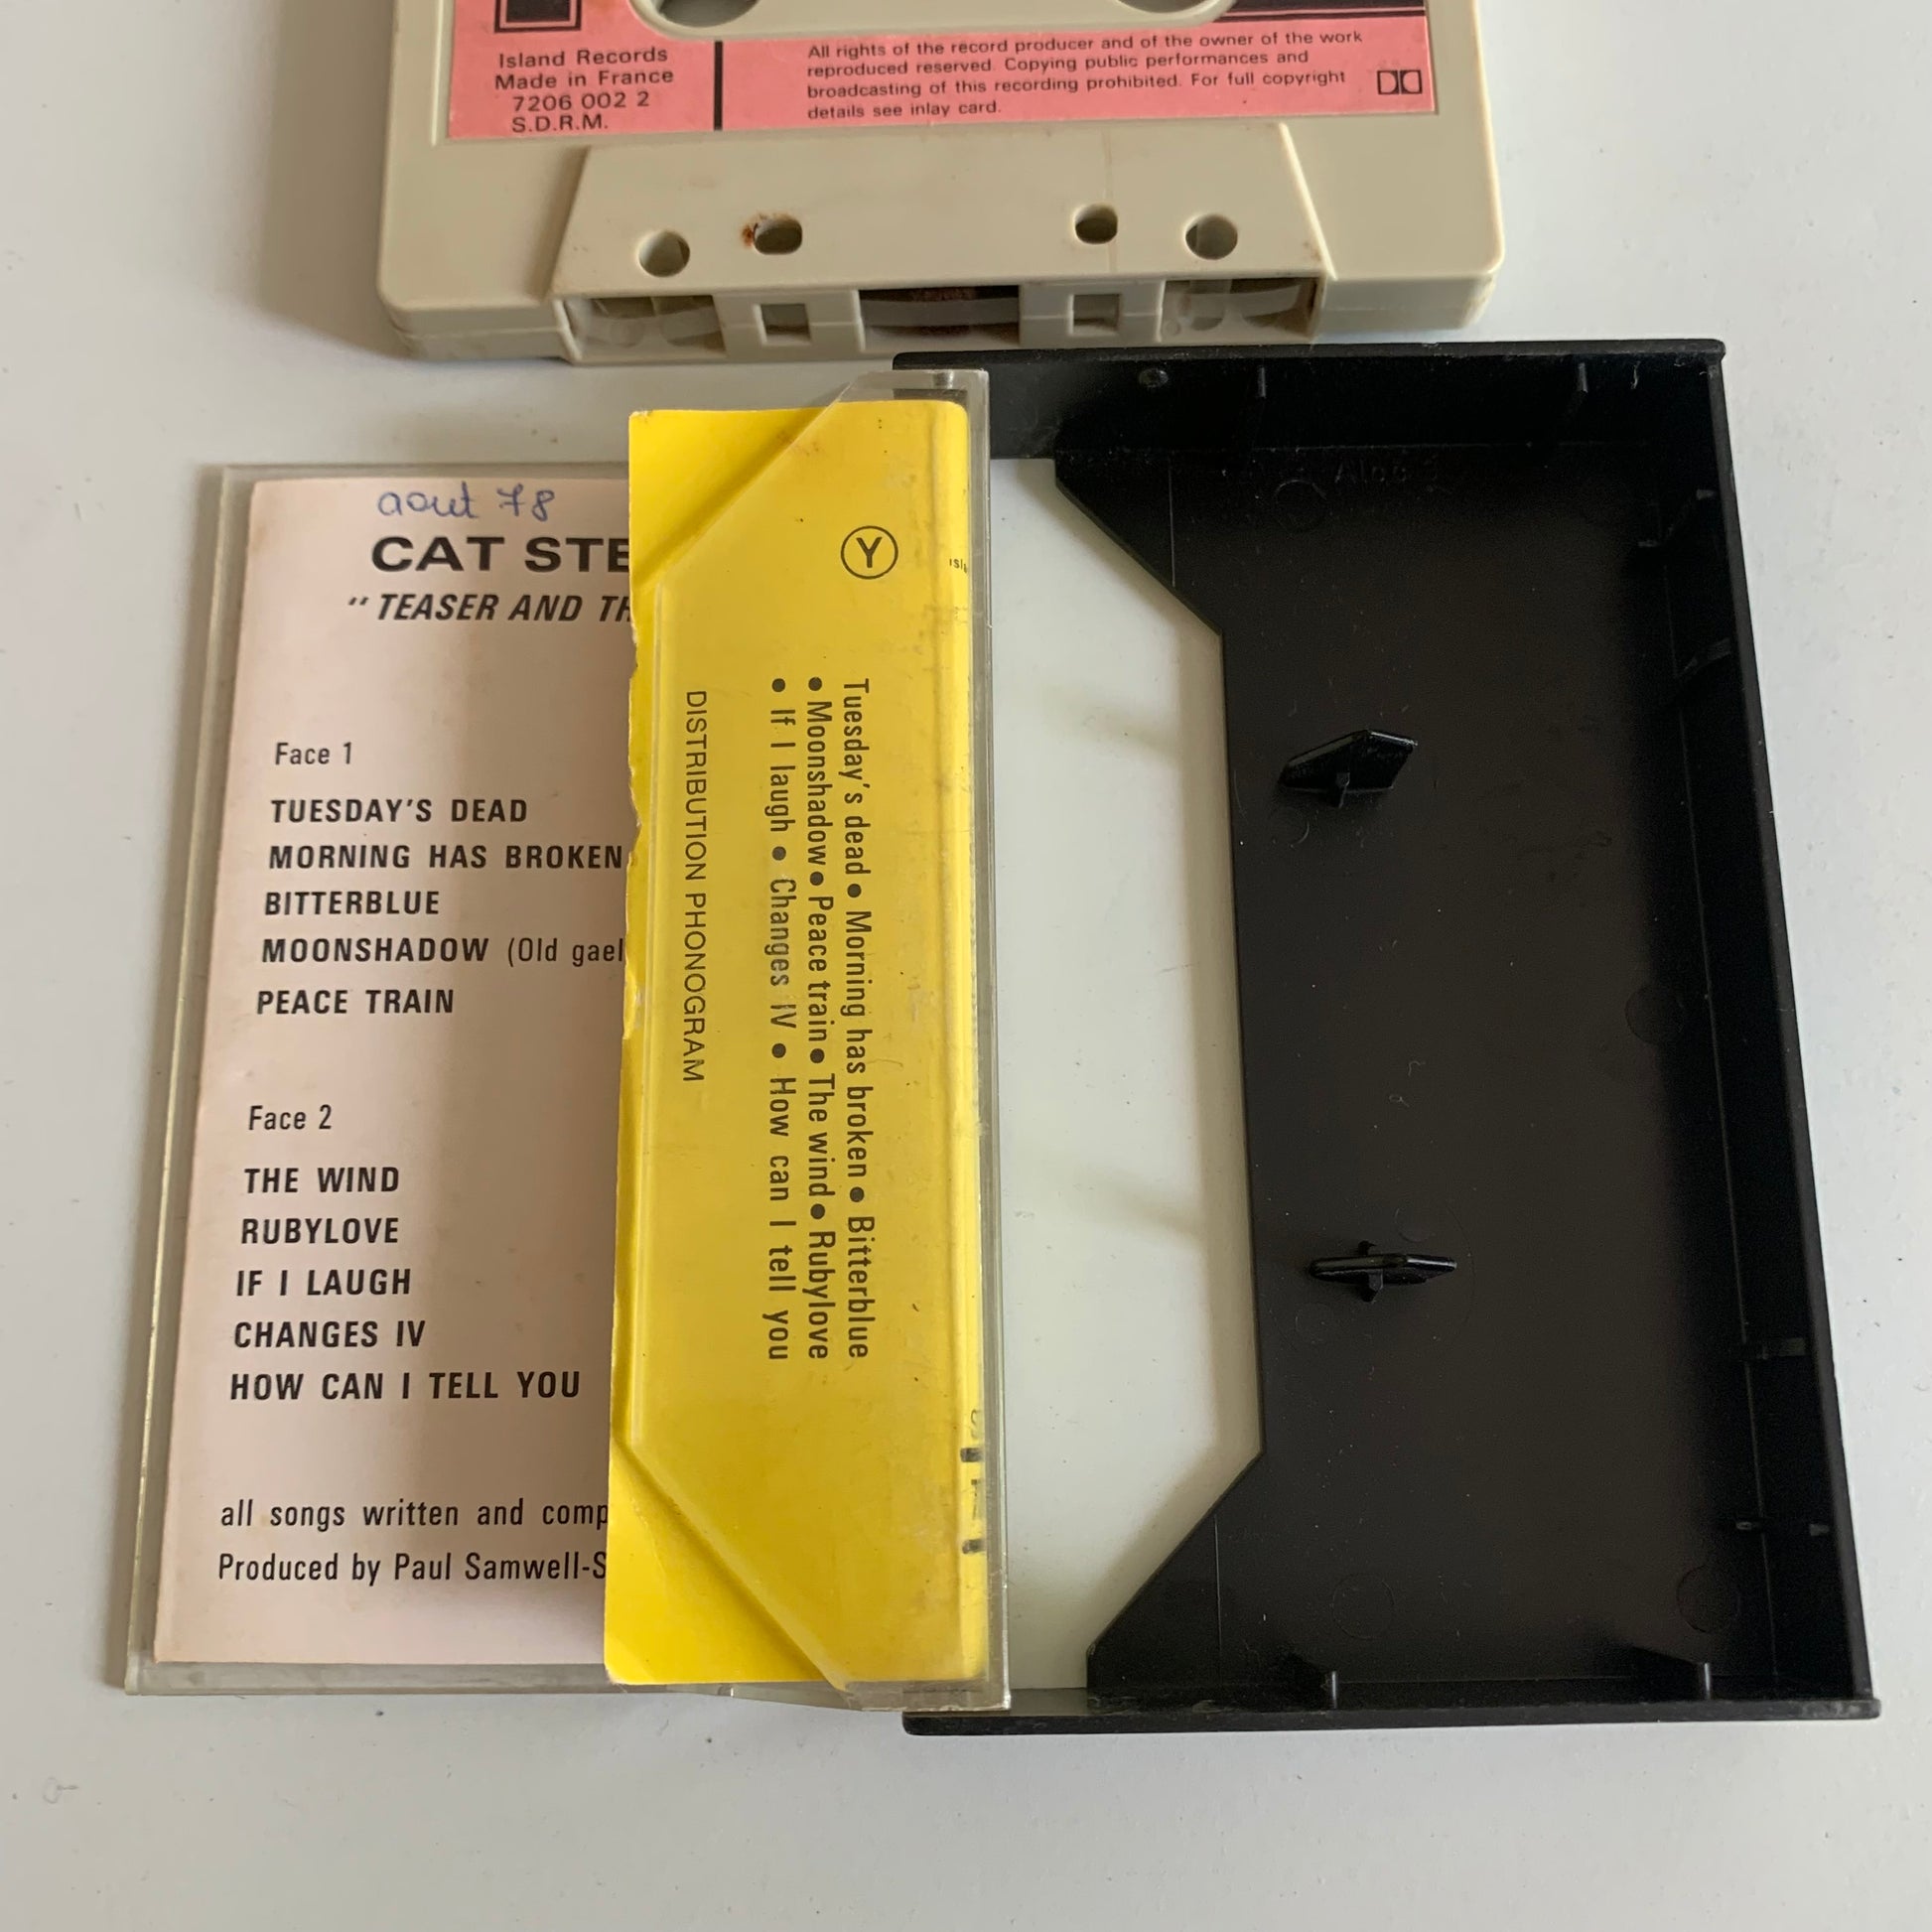 Island Records
Made in France
7206 002 2
S.D.R.M.
All rights of the record producer and of the owner of the work
reproduced reserved. Copying public performances and
broadcasting of this recording prohibited. For full copyright
details see inlay card.
aout 78
CAT STE
" TEASER AND TH
Face 1
TUESDAY'S DEAD
MORNING HAS BROKEN
BITTERBLUE
MOONSHADOW (Old gael
PEACE TRAIN
Face 2
THE WIND
RUBYLOVE
IF I LAUGH
CHANGES IV
HOW CAN I TELL YOU
all songs written and comp
Produced by Paul Samwell-S
Y
Tuesday's dead ● Morning has broken ● Bitterblue
● Moonshadow ● Peace train ● The wind ● Rubylove
● If I laugh ● Changes IV ● How can I tell you
DISTRIBUTION PHONOGRAM